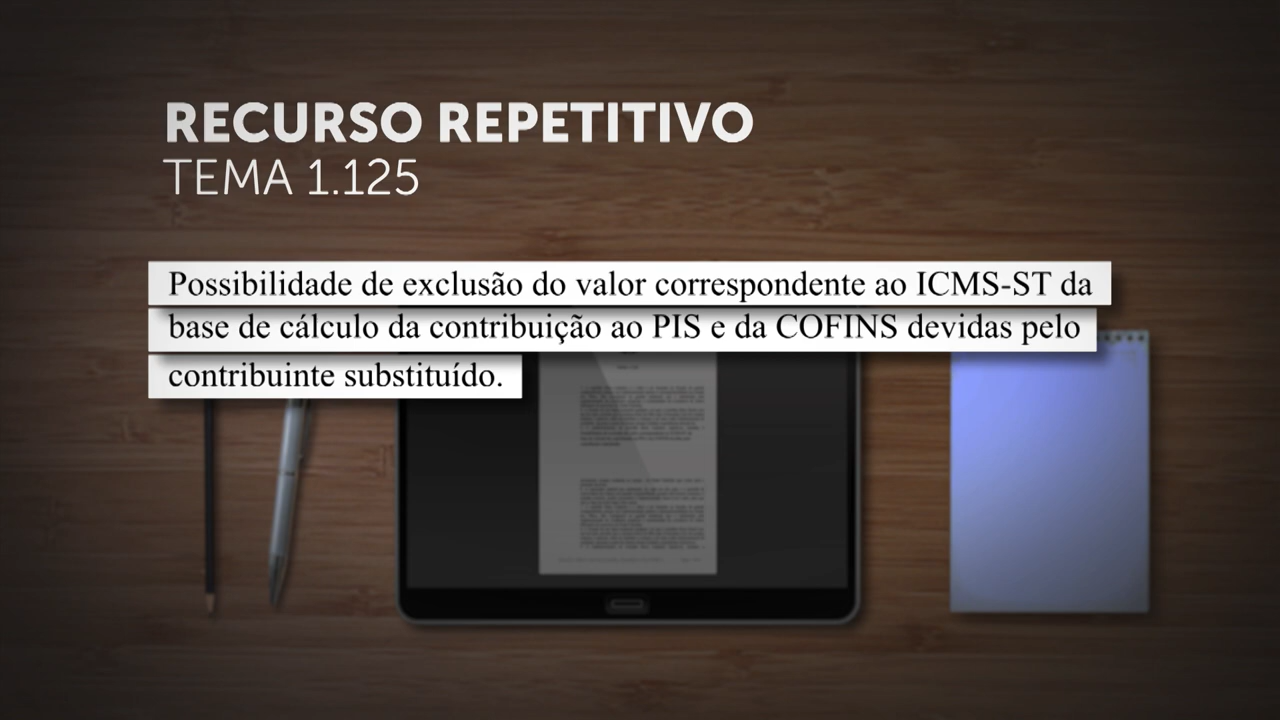 RECURSO REPETITIVO
TEMA 1.125
Possibilidade de exclusão do valor correspondente ao ICMS-ST da
base de cálculo da contribuição ao PIS e da COFINS devidas pelo
contribuinte substituído.